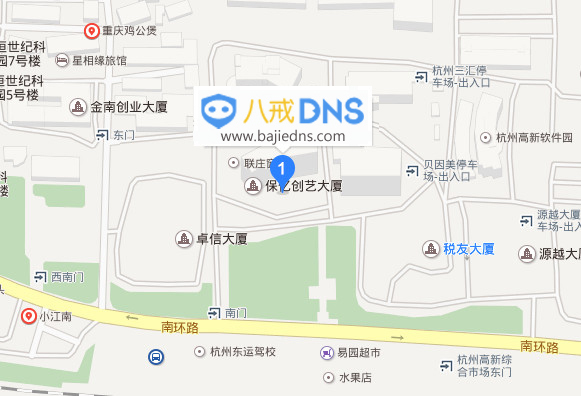 重庆鸡公煲
恒世纪科
园7号楼
星相缘旅馆
园5号楼
金南创业大厦
东门
杭州三汇停
车场-出入口
八戒DNS
www.bajiedns.com
杭州高新软件园
联庄
1
贝因美停车
场-出入口
保亿创艺大厦
科
楼
源越大厦
车场-出
卓信大厦
税友大厦
源越大
西南门
小江南
南门
南环路
南环路
杭州东运驾校
易园超市
杭州高新综
合市场东门
水果店